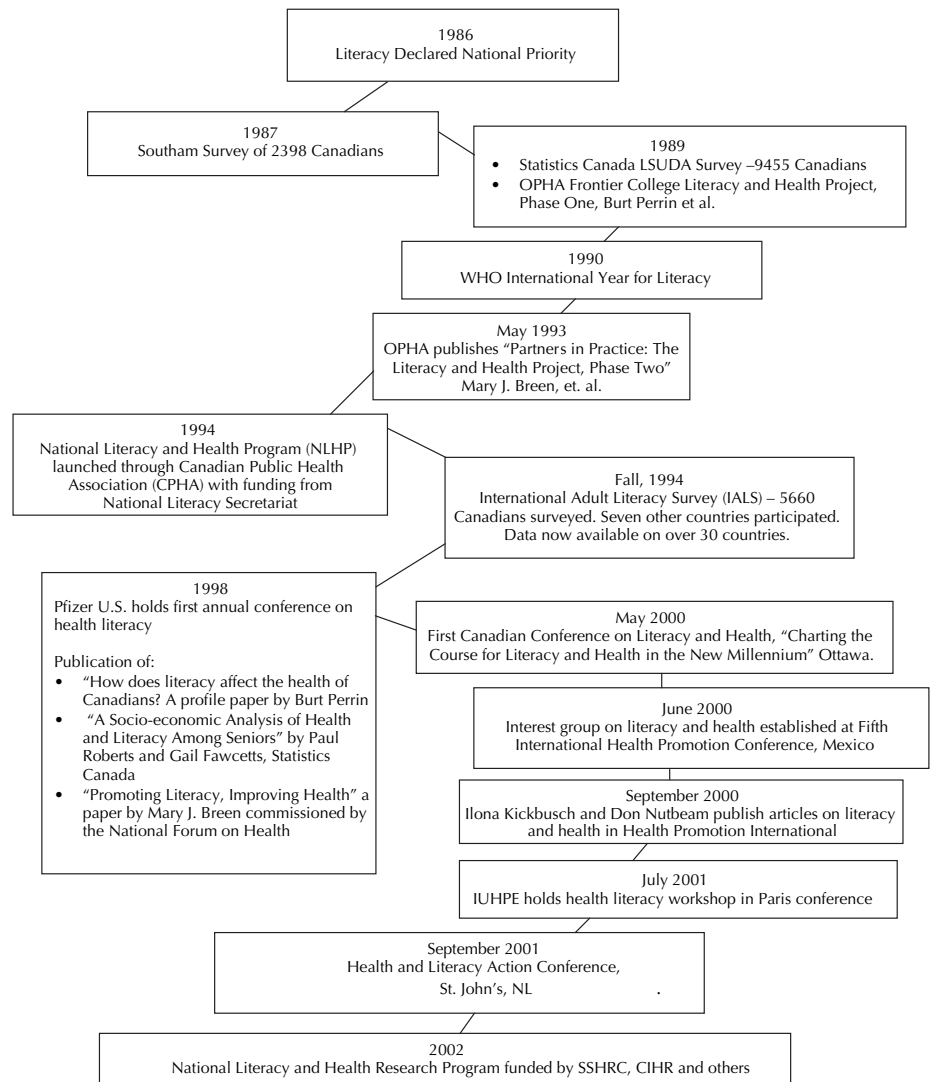 1986
Literacy Declared National Priority
1987
Southam Survey of 2398 Canadians
1989
• Statistics Canada LSUDA Survey –9455 Canadians
• OPHA Frontier College Literacy and Health Project,
Phase One, Burt Perrin et al.
1990
WHO International Year for Literacy
May 1993
OPHA publishes “Partners in Practice: The
Literacy and Health Project, Phase Two”
Mary J. Breen, et. al.
1994
National Literacy and Health Program (NLHP)
launched through Canadian Public Health
Association (CPHA) with funding from
National Literacy Secretariat
Fall, 1994
International Adult Literacy Survey (IALS) – 5660
Canadians surveyed. Seven other countries participated.
Data now available on over 30 countries.
1998
Pfizer U.S. holds first annual conference on
health literacy
Publication of:
• “How does literacy affect the health of
Canadians? A profile paper by Burt Perrin
• “A Socio-economic Analysis of Health
and Literacy Among Seniors” by Paul
Roberts and Gail Fawcetts, Statistics
Canada
• “Promoting Literacy, Improving Health” a
paper by Mary J. Breen commissioned by
the National Forum on Health
May 2000
First Canadian Conference on Literacy and Health, “Charting the
Course for Literacy and Health in the New Millennium” Ottawa.
June 2000
Interest group on literacy and health established at Fifth
International Health Promotion Conference, Mexico
September 2000
Ilona Kickbusch and Don Nutbeam publish articles on literacy
and health in Health Promotion International
July 2001
IUHPE holds health literacy workshop in Paris conference
September 2001
Health and Literacy Action Conference,
St. John’s, NL .
2002
National Literacy and Health Research Program funded by SSHRC, CIHR and others